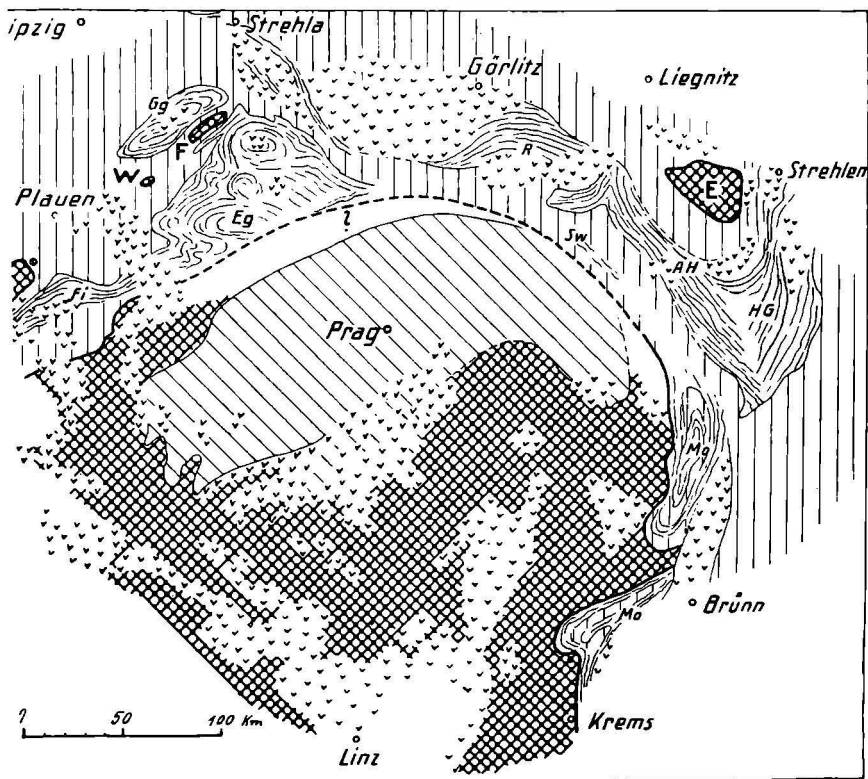 ipzig
Strehla
Görlitz
Liegnitz
Gg
F
R
W
E
Strehlen
Plauen
Eg
l
Sw
AH
Fi
HG
Prag
Mg
Brünn
Mo
50
100 Km
Krems
Linz